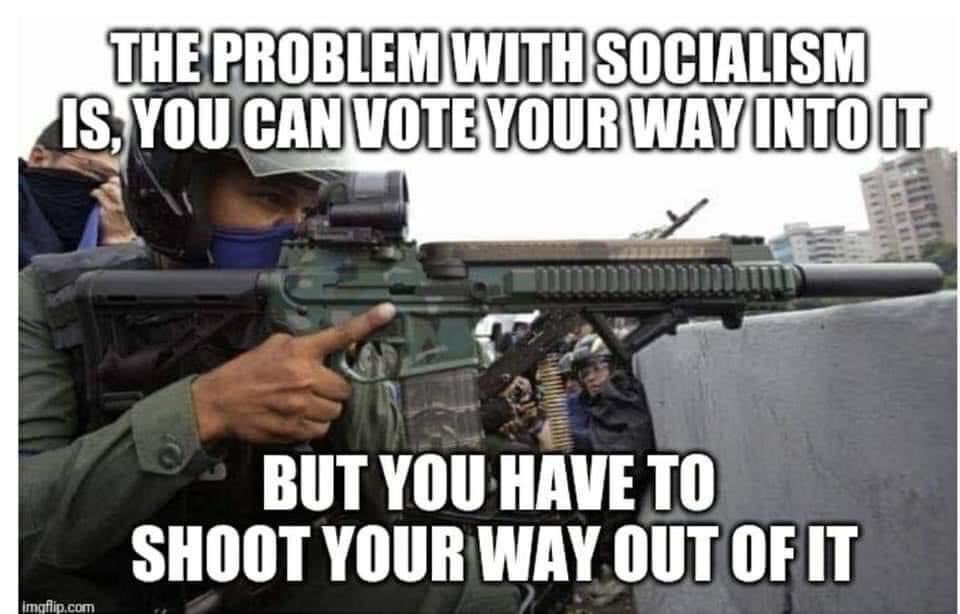 THE PROBLEM WITH SOCIALISM
IS, YOU CAN VOTE YOUR WAY INTO IT
BUT YOU HAVE TO
SHOOT YOUR WAY OUT OF IT
imgflip.com